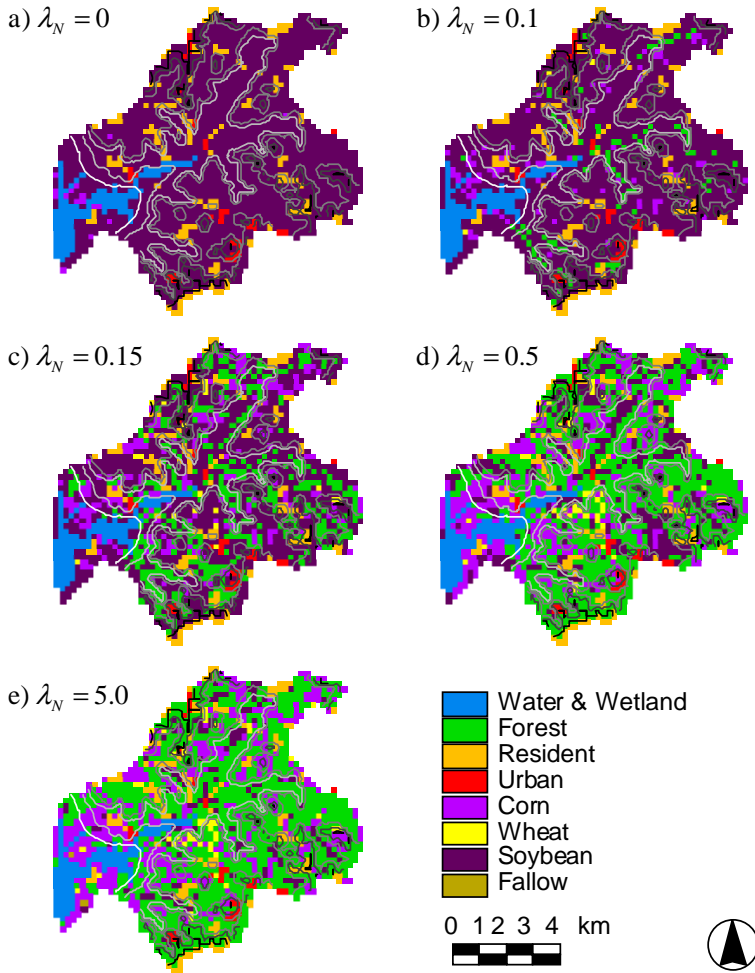 a) λN = 0
b) λN = 0.1
c) λN = 0.15
d) λN = 0.5
e) λN = 5.0
Water & Wetland
Forest
Resident
Urban
Corn
Wheat
Soybean
Fallow
0 1 2 3 4 km